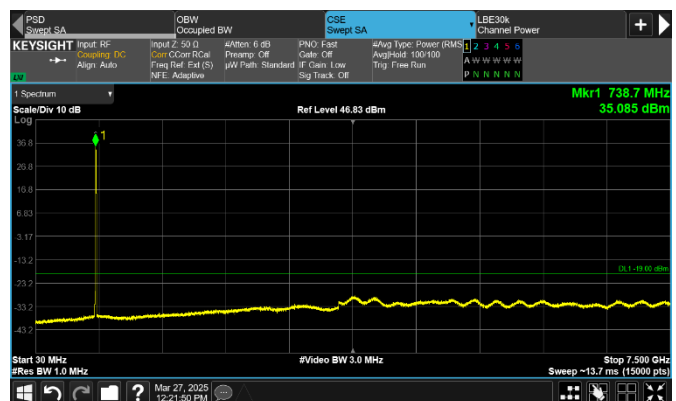 PSD
Swept SA
OBW
Occupied BW
CSE
Swept SA
LBE30k
Channel Power
KEYSIGHT
Input: RF
Coupling: DC
Align: Auto
LXI
Input Z: 50 Ω
Corr CCorr RCal
Freq Ref: Ext (S)
NFE: Adaptive
#Atten: 6 dB
Preamp: Off
µW Path: Standard
PNO: Fast
Gate: Off
IF Gain: Low
Sig Track: Off
#Avg Type: Power (RMS)
Avg|Hold: 100/100
Trig: Free Run
1 2 3 4 5 6
A W W W W W
P N N N N N
1 Spectrum
Mkr1 738.7 MHz
Scale/Div 10 dB
Ref Level 46.83 dBm
35.085 dBm
Log
1
36.8
26.8
16.8
6.83
-3.17
-13.2
DL1 -19.00 dBm
-23.2
-33.2
-43.2
Start 30 MHz
#Video BW 3.0 MHz
Stop 7.500 GHz
#Res BW 1.0 MHz
Sweep ~13.7 ms (15000 pts)
?
Mar 27, 2025
12:21:50 PM